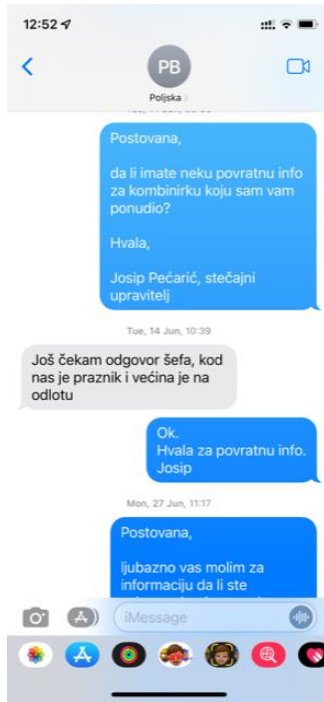 12:52
PB
Poljska
Postovana,
da li imate neku povratnu info
za kombinirku koju sam vam
ponudio?
Hvala,
Josip Pećarić, stečajni
upravitelj
Tue, 14 Jun, 10:39
Još čekam odgovor šefa, kod
nas je praznik i većina je na
odlotu
Ok.
Hvala za povratnu info.
Josip
Mon, 27 Jun, 11:17
Postovana,
ljubazno vas molim za
informaciju da li ste
iMessage